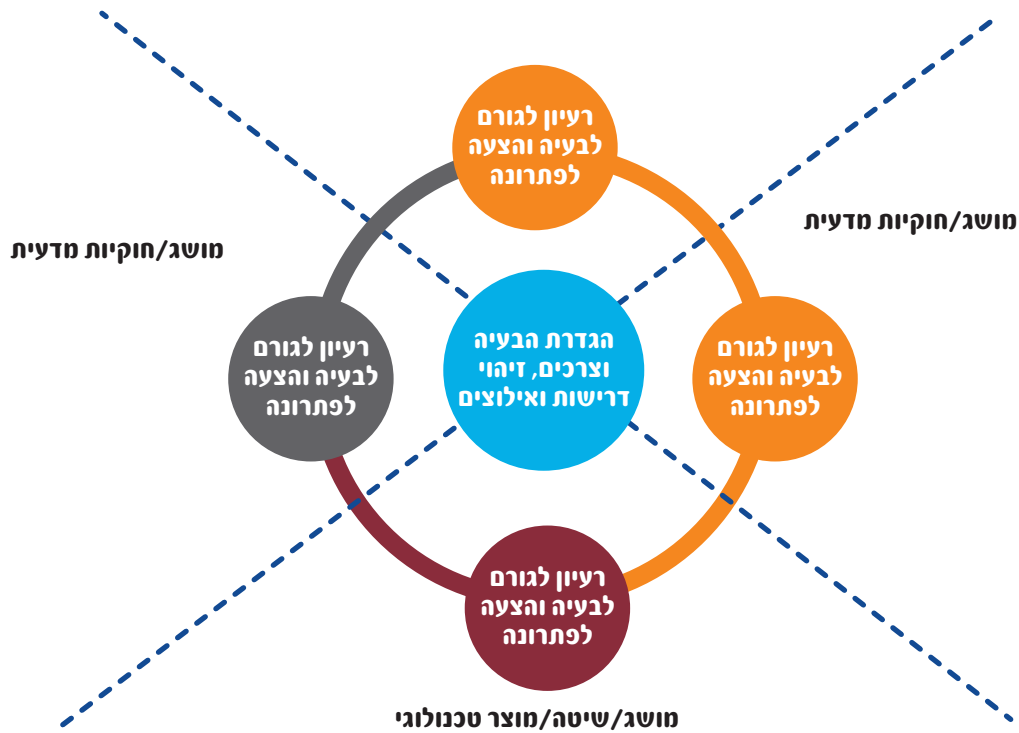 רעיון לגורם
לבעיה והצעה
לפתרונה
מושג/חוקיות מדעית
מושג/חוקיות מדעית
הגדרת הבעיה
וצרכים, זיהוי
דרישות ואילוצים
רעיון לגורם
לבעיה והצעה
לפתרונה
רעיון לגורם
לבעיה והצעה
לפתרונה
רעיון לגורם
לבעיה והצעה
לפתרונה
מושג/שיטה/מוצר טכנולוגי